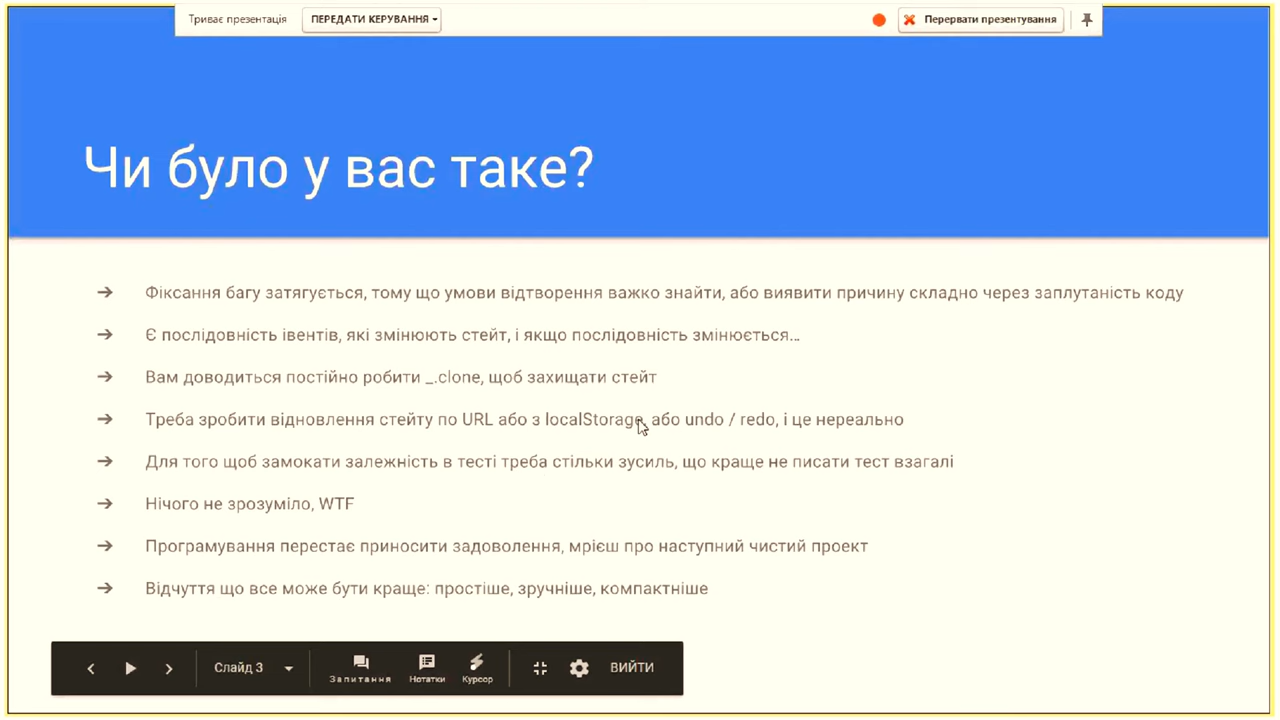 Триває презентація ПЕРЕДАТИ КЕРУВАННЯ Перервати презентування
Чи було у вас таке?
Фіксання багу затягується, тому що умови відтворення важко знайти, або виявити причину складно через заплутаність коду
Є послідовність івентів, які змінюють стейт, і якщо послідовність змінюється...
Вам доводиться постійно робити _.clone, щоб захищати стейт
Треба зробити відновлення стейту по URL або з localStorage, або undo / redo, і це нереально
Для того щоб замокати залежність в тесті треба стільки зусиль, що краще не писати тест взагалі
Нічого не зрозуміло, WTF
Програмування перестає приносити задоволення, мрієш про наступний чистий проект
Відчуття що все може бути краще: простіше, зручніше, компактніше
Слайд 3 Запитання Нотатки Курсор ВИЙТИ